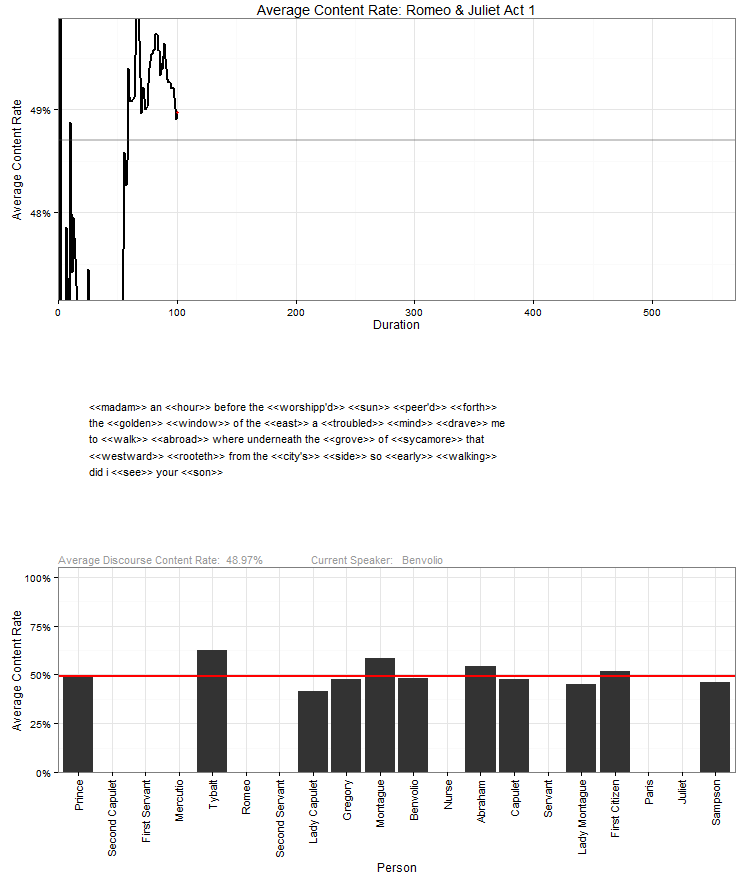 Average Content Rate: Romeo & Juliet Act 1
Average Content Rate
49%
48%
0 100 200 300 400 500
Duration
<<madam>> an <<hour>> before the <<worshipp'd>> <<sun>> <<peer'd>> <<forth>>
the <<golden>> <<window>> of the <<east>> a <<troubled>> <<mind>> <<drave>> me
to <<walk>> <<abroad>> where underneath the <<grove>> of <<sycamore>> that
<<westward>> <<rooteth>> from the <<city's>> <<side>> so <<early>> <<walking>>
did i <<see>> your <<son>>
Average Discourse Content Rate: 48.97% Current Speaker: Benvolio
Average Content Rate
100%
75%
50%
25%
0%
Prince
Second Capulet
First Servant
Mercutio
Tybalt
Romeo
Second Servant
Lady Capulet
Gregory
Montague
Benvolio
Nurse
Abraham
Capulet
Servant
Lady Montague
First Citizen
Paris
Juliet
Sampson
Person